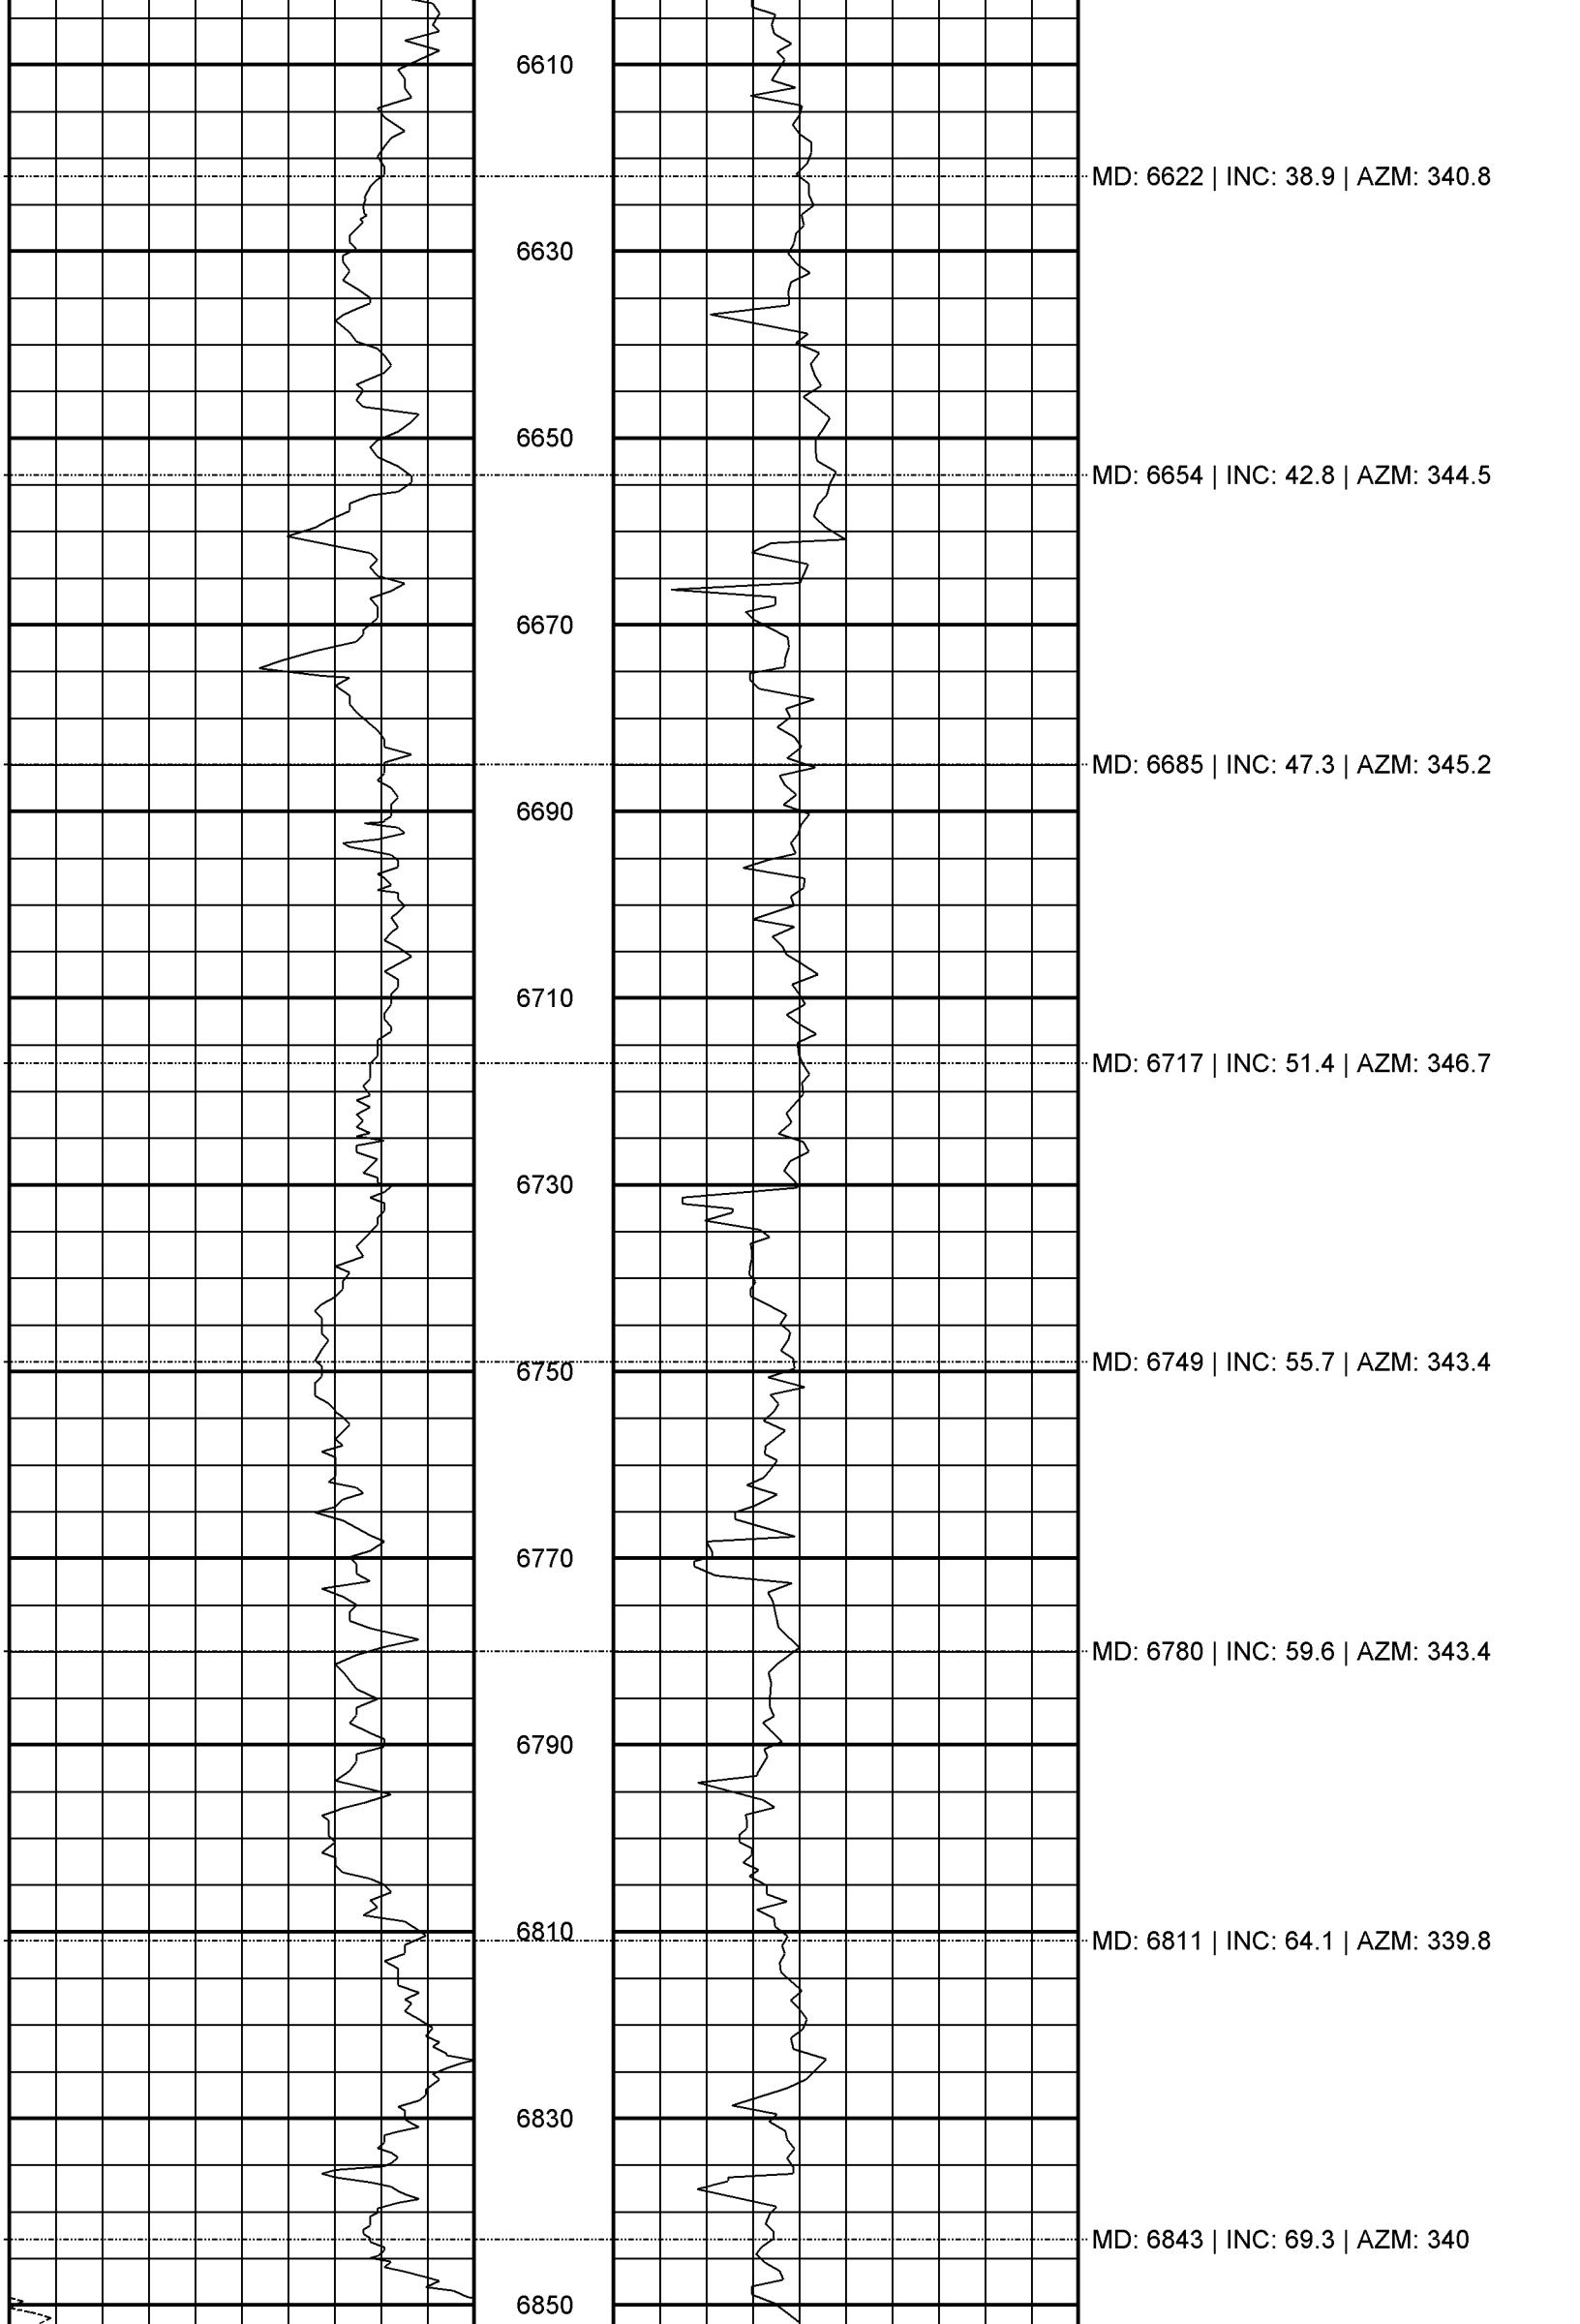 6610
MD: 6622 | INC: 38.9 | AZM: 340.8
6630
6650
MD: 6654 | INC: 42.8 | AZM: 344.5
6670
MD: 6685 | INC: 47.3 | AZM: 345.2
6690
6710
MD: 6717 | INC: 51.4 | AZM: 346.7
6730
MD: 6749 | INC: 55.7 | AZM: 343.4
6750
6770
MD: 6780 | INC: 59.6 | AZM: 343.4
6790
6810
MD: 6811 | INC: 64.1 | AZM: 339.8
6830
MD: 6843 | INC: 69.3 | AZM: 340
6850